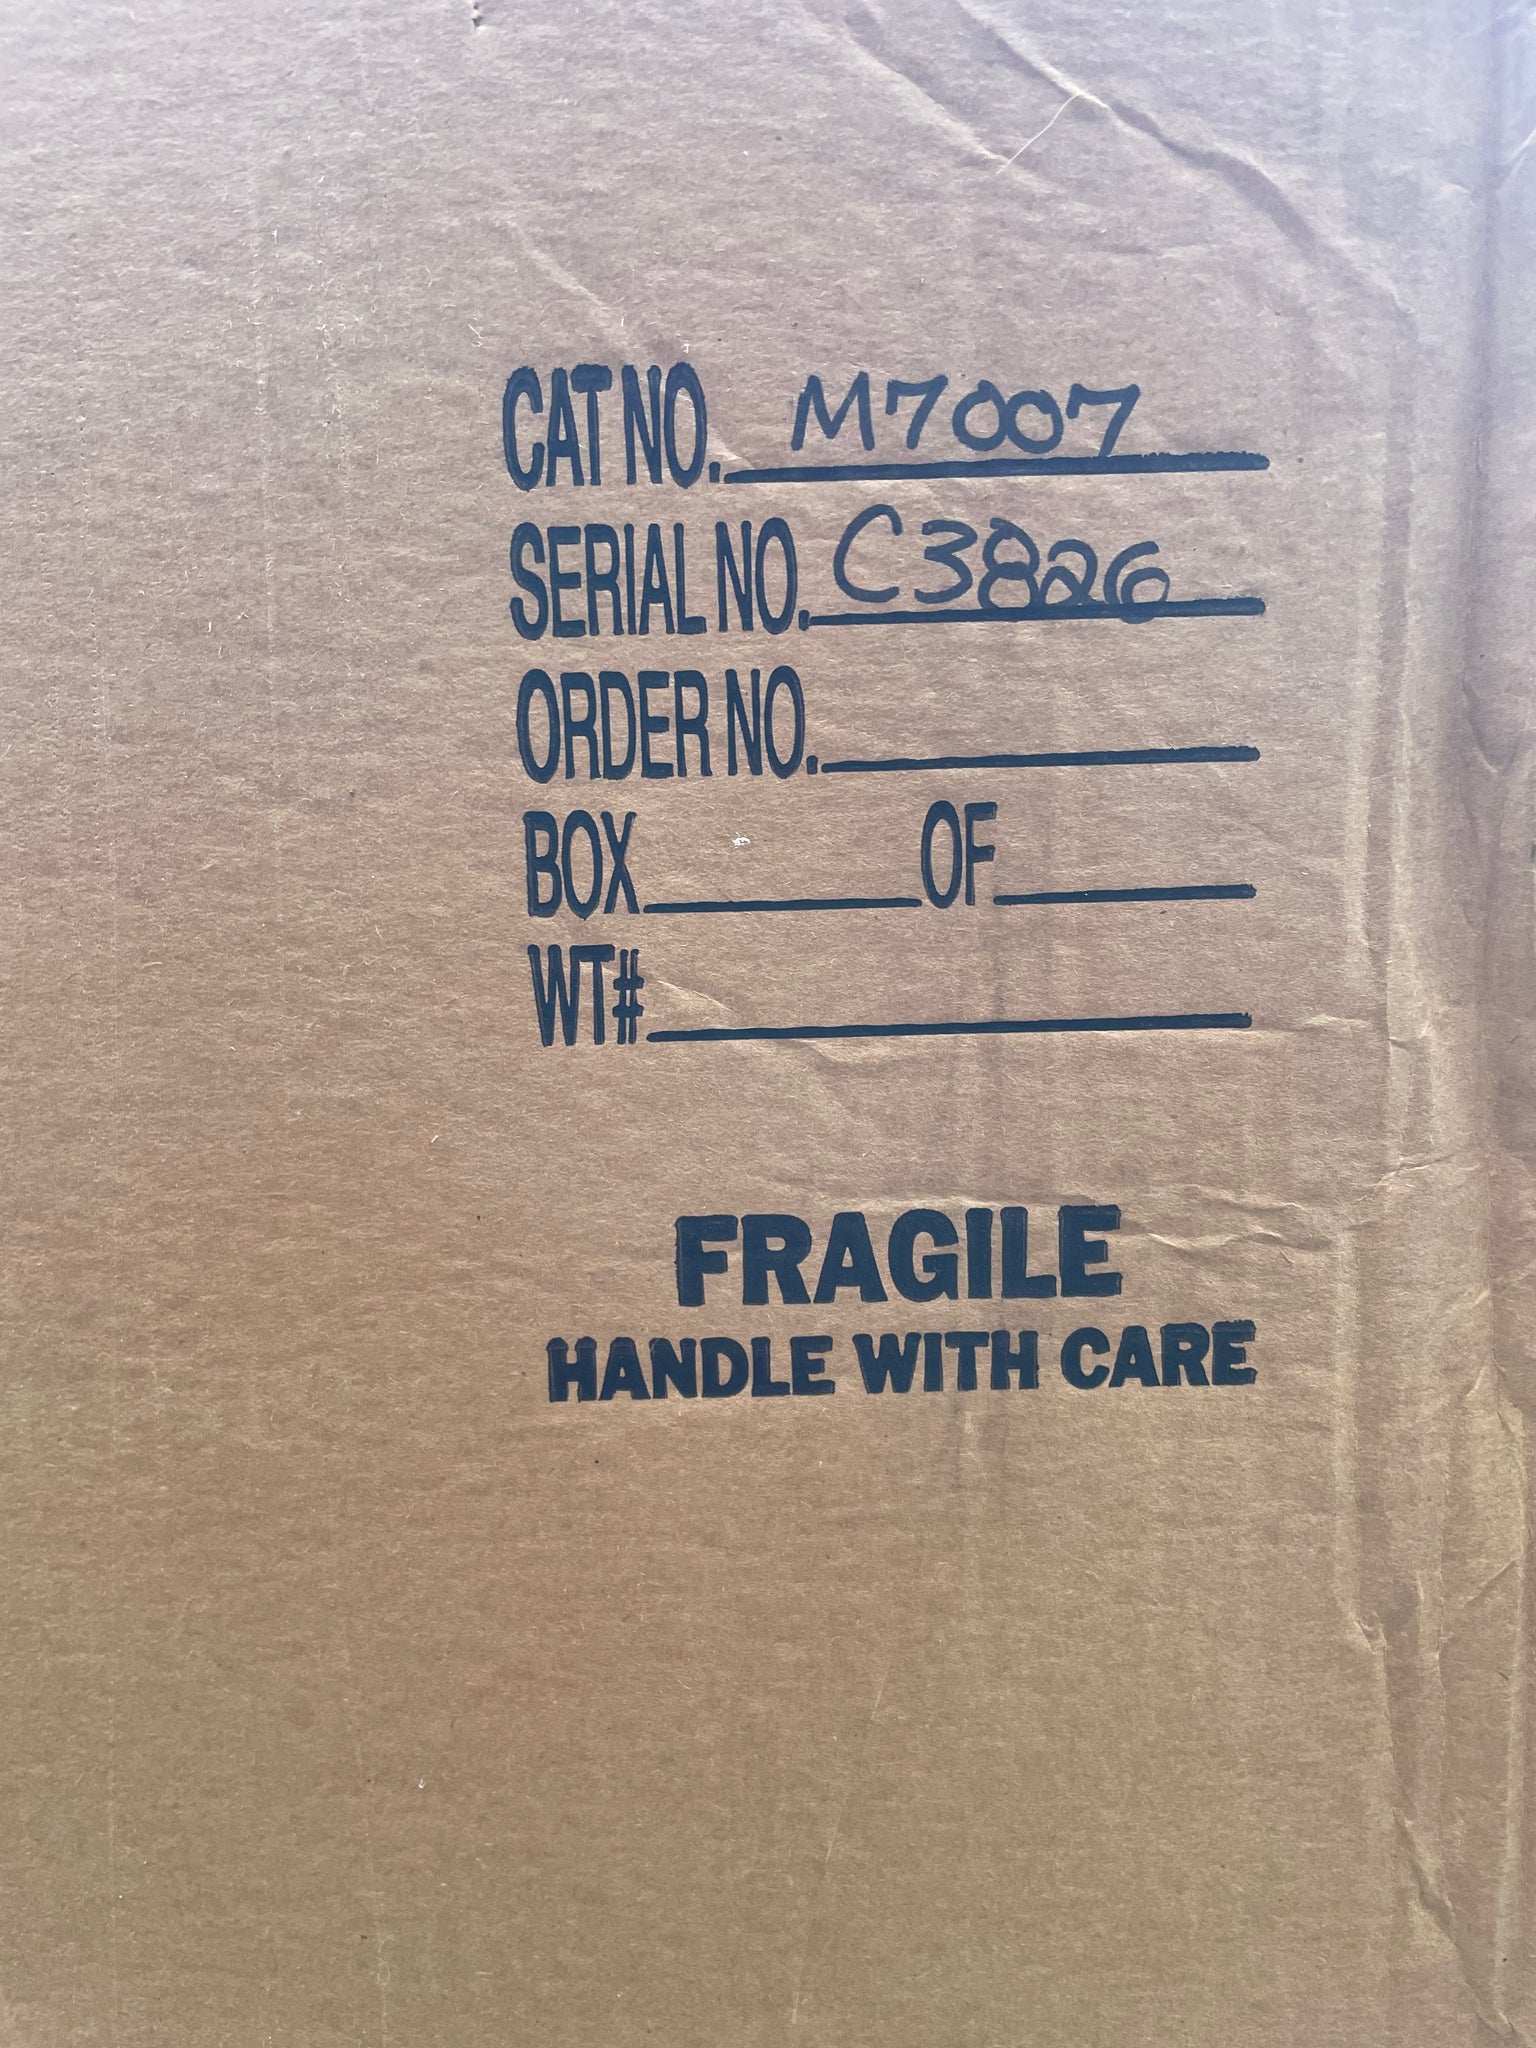 CAT NO. M7007
SERIAL NO. C3826
ORDER NO.
BOX OF
WT#
FRAGILE
HANDLE WITH CARE